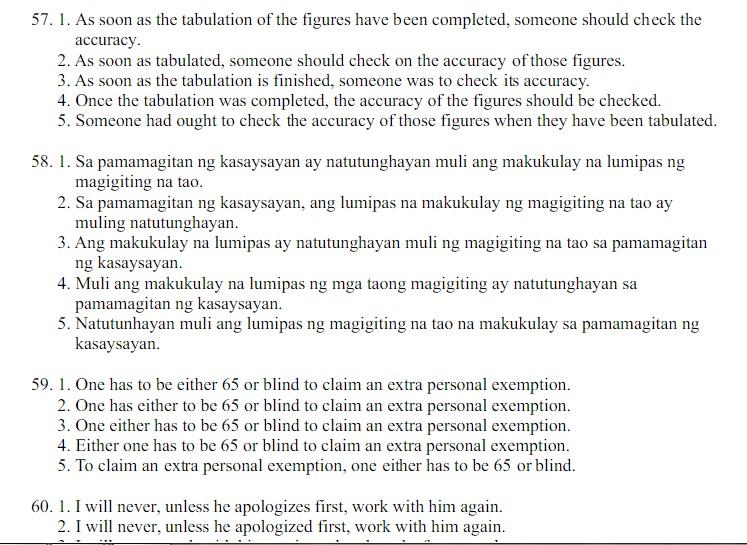 57. 1. As soon as the tabulation of the figures have been completed, someone should check the
accuracy.
2. As soon as tabulated, someone should check on the accuracy of those figures.
3. As soon as the tabulation is finished, someone was to check its accuracy.
4. Once the tabulation was completed, the accuracy of the figures should be checked.
5. Someone had ought to check the accuracy of those figures when they have been tabulated.
58. 1. Sa pamamagitan ng kasaysayan ay natutunghayan muli ang makukulay na lumipas ng
magigiting na tao.
2. Sa pamamagitan ng kasaysayan, ang lumipas na makukulay ng magigiting na tao ay
muling natutunghayan.
3. Ang makukulay na lumipas ay natutunghayan muli ng magigiting na tao sa pamamagitan
ng kasaysayan.
4. Muli ang makukulay na lumipas ng mga taong magigiting ay natutunghayan sa
pamamagitan ng kasaysayan.
5. Natutunhayan muli ang lumipas ng magigiting na tao na makukulay sa pamamagitan ng
kasaysayan.
59. 1. One has to be either 65 or blind to claim an extra personal exemption.
2. One has either to be 65 or blind to claim an extra personal exemption.
3. One either has to be 65 or blind to claim an extra personal exemption.
4. Either one has to be 65 or blind to claim an extra personal exemption.
5. To claim an extra personal exemption, one either has to be 65 or blind.
60. 1. I will never, unless he apologizes first, work with him again.
2. I will never, unless he apologized first, work with him again.